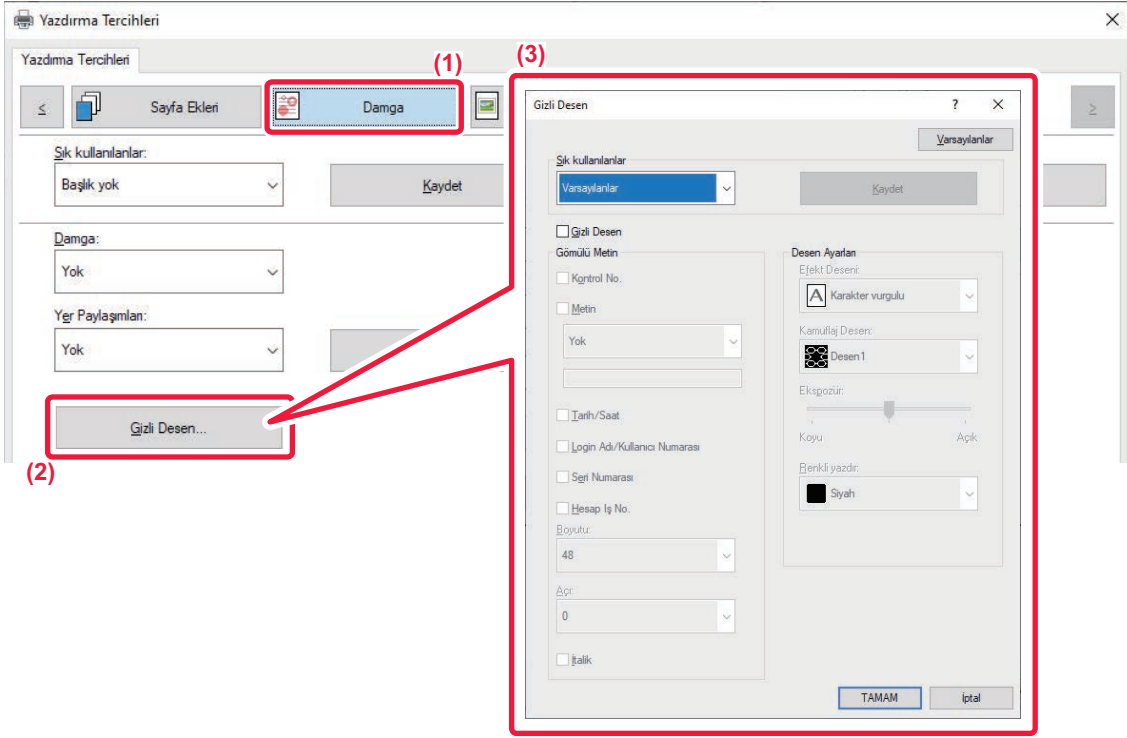 Yazdırma Tercihleri
Yazdırma Tercihleri
(1)
<
Sayfa Ekleri
Damga
>
Sık kullanılanlar:
Başlık yok
Kaydet
Damga:
Yok
Yer Paylaşımları:
Yok
Gizli Desen...
(2)
(3)
Gizli Desen
?
Varsayılanlar
Sık kullanılanlar
Varsayılanlar
Kaydet
Gizli Desen
Gömülü Metin
Kontrol No.
Metin
Yok
Tarih/Saat
Login Adı/Kullanıcı Numarası
Seri Numarası
Hesap İş No.
Boyutu:
48
Açı:
0
İtalik
Desen Ayarları
Efekt Deseni:
A
Karakter vurgulu
Kamuflaj Desen:
Desen1
Ekspozür:
Koyu Açık
Renkli yazdır:
Siyah
TAMAM
İptal